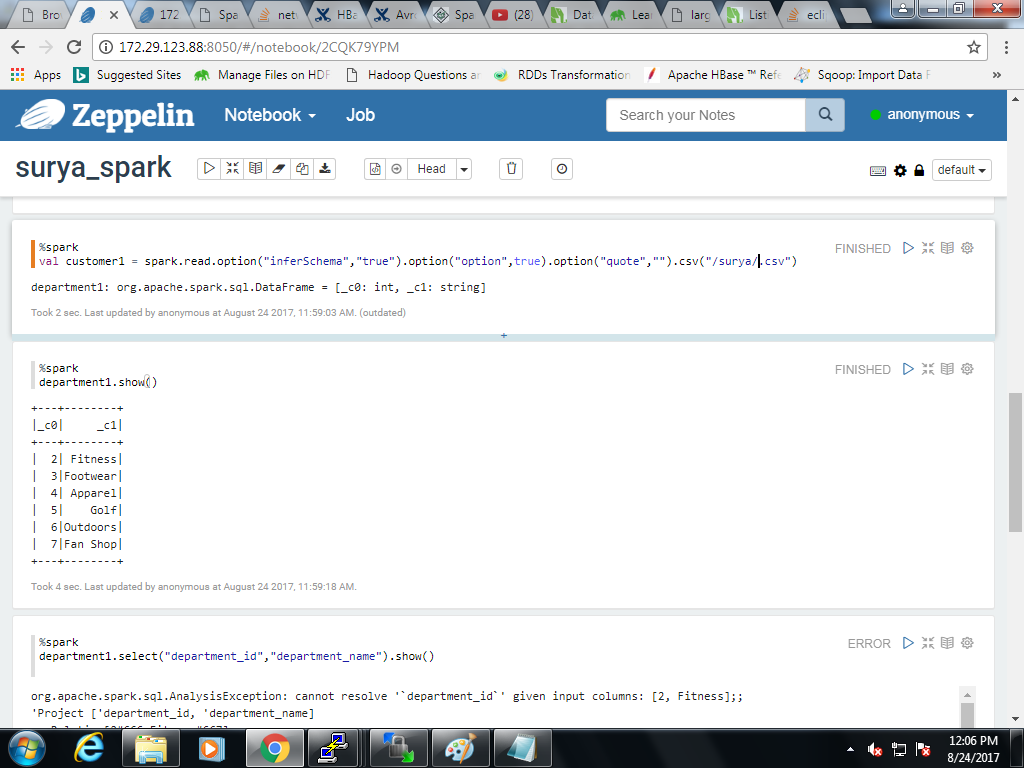 Bro
172
Spa
netw
HBa
Avro
Spa
(28)
Dat
Lea
larg
List
ecli
172.29.123.88:8050/#/notebook/2CQK79YPM
Apps
Suggested Sites
Manage Files on HDF
Hadoop Questions an
RDDs Transformation
Apache HBase ™ Refe
Sqoop: Import Data F
»
Zeppelin
Notebook
Job
Search your Notes
anonymous
surya_spark
Head
default
%spark
FINISHED
val customer1 = spark.read.option("inferSchema","true").option("option",true).option("quote","").csv("/surya/.csv")
department1: org.apache.spark.sql.DataFrame = [_c0: int, _c1: string]
Took 2 sec. Last updated by anonymous at August 24 2017, 11:59:03 AM. (outdated)
+
%spark
FINISHED
department1.show()
+---+--------+
|_c0|     _c1|
+---+--------+
|  2| Fitness|
|  3|Footwear|
|  4| Apparel|
|  5|    Golf|
|  6|Outdoors|
|  7|Fan Shop|
+---+--------+
Took 4 sec. Last updated by anonymous at August 24 2017, 11:59:18 AM.
%spark
ERROR
department1.select("department_id","department_name").show()
org.apache.spark.sql.AnalysisException: cannot resolve '`department_id`' given input columns: [2, Fitness];;
'Project ['department_id, 'department_name]
12:06 PM
8/24/2017